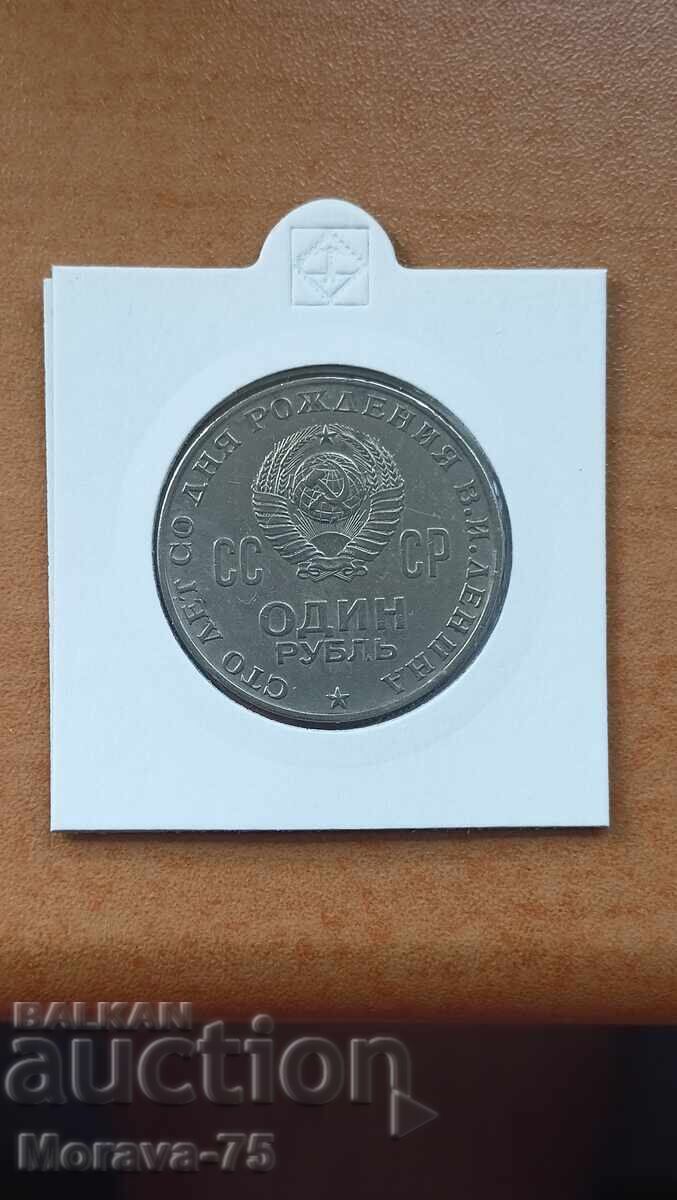 СТО ЛЕТ СО ДНЯ РОЖДЕНИЯ В.И.ЛЕНИНА
СС СР
ОДИН
РУБЛЬ
BALKAN
auction
Morava-75